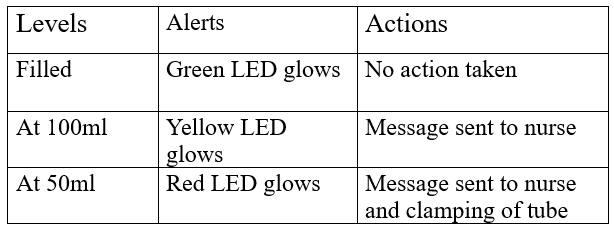 Levels Alerts Actions
Filled Green LED glows No action taken
At 100ml Yellow LED glows Message sent to nurse
At 50ml Red LED glows Message sent to nurse and clamping of tube